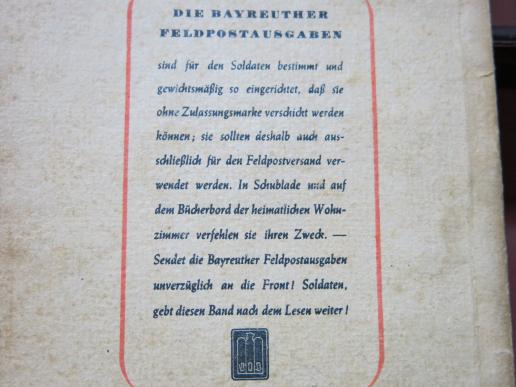 DIE BAYREUTHER
FELDPOSTAUSGABEN
sind für den Soldaten bestimmt und
gewichtsmäßig so eingerichtet, daß sie
ohne Zulassungsmarke verschickt werden
können; sie sollten deshalb auch aus-
schließlich für den Feldpostversand ver-
wendet werden. In Schublade und auf
dem Bücherbord der heimatlichen Wohn-
zimmer verfehlen sie ihren Zweck. —
Sendet die Bayreuther Feldpostausgaben
unverzüglich an die Front! Soldaten,
gebt diesen Band nach dem Lesen weiter!